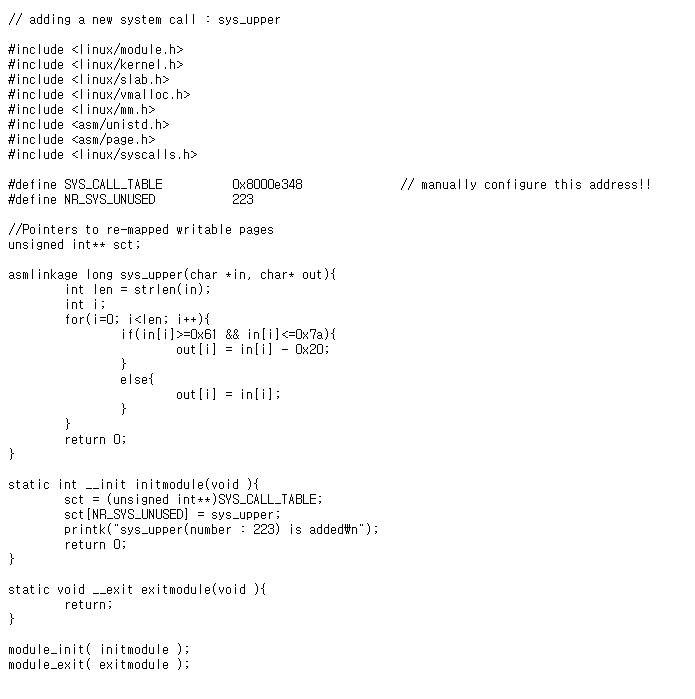 // adding a new system call : sys_upper
#include <linux/module.h>
#include <linux/kernel.h>
#include <linux/slab.h>
#include <linux/vmalloc.h>
#include <linux/mm.h>
#include <asm/unistd.h>
#include <asm/page.h>
#include <linux/syscalls.h>
#define SYS_CALL_TABLE 0x8000e348 // manually configure this address!!
#define NR_SYS_UNUSED 223
//Pointers to re-mapped writable pages
unsigned int** sct;
asmlinkage long sys_upper(char *in, char* out){
int len = strlen(in);
int i;
for(i=0; i<len; i++){
if(in[i]>=0x61 && in[i]<=0x7a){
out[i] = in[i] - 0x20;
}
else{
out[i] = in[i];
}
}
return 0;
}
static int __init initmodule(void ){
sct = (unsigned int**)SYS_CALL_TABLE;
sct[NR_SYS_UNUSED] = sys_upper;
printk("sys_upper(number : 223) is added₩n");
return 0;
}
static void __exit exitmodule(void ){
return;
}
module_init( initmodule );
module_exit( exitmodule );